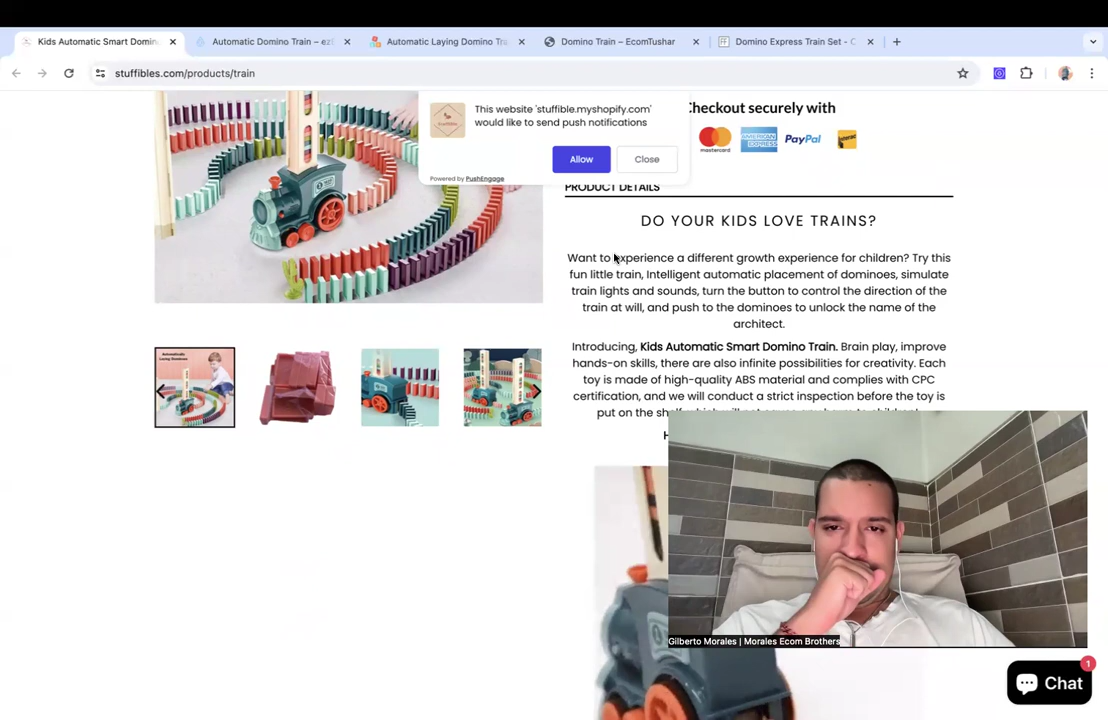 Kids Automatic Smart Domin
Automatic Domino Train – ez
Automatic Laying Domino Tr
Domino Train – EcomTushar
Domino Express Train Set - C
stuffibles.com/products/train
This website 'stuffible.myshopify.com'
would like to send push notifications
Allow
Close
Powered by PushEngage
Checkout securely with
mastercard
AMERICAN EXPRESS
PayPal
PRODUCT DETAILS
DO YOUR KIDS LOVE TRAINS?
Want to experience a different growth experience for children? Try this
fun little train, Intelligent automatic placement of dominoes, simulate
train lights and sounds, turn the button to control the direction of the
train at will, and push to the dominoes to unlock the name of the
architect.
Introducing, Kids Automatic Smart Domino Train. Brain play, improve
hands-on skills, there are also infinite possibilities for creativity. Each
toy is made of high-quality ABS material and complies with CPC
certification, and we will conduct a strict inspection before the toy is
put on the
Automatically
Laying Dominoes
Gilberto Morales | Morales Ecom Brothers
1
Chat